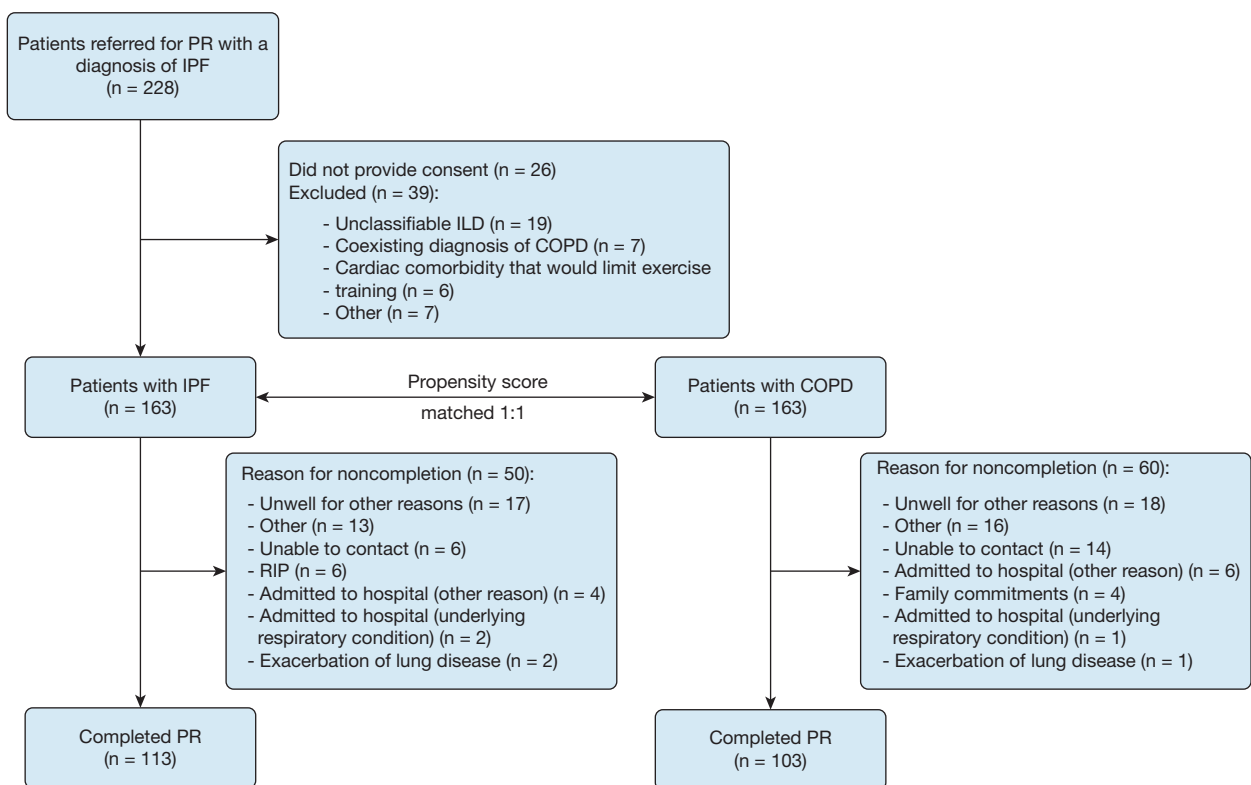 Patients referred for PR with a
diagnosis of IPF
(n = 228)
Did not provide consent (n = 26)
Excluded (n = 39):
- Unclassifiable ILD (n = 19)
- Coexisting diagnosis of COPD (n = 7)
- Cardiac comorbidity that would limit exercise
- training (n = 6)
- Other (n = 7)
Patients with IPF
(n = 163)
Propensity score
matched 1:1
Patients with COPD
(n = 163)
Reason for noncompletion (n = 50):
- Unwell for other reasons (n = 17)
- Other (n = 13)
- Unable to contact (n = 6)
- RIP (n = 6)
- Admitted to hospital (other reason) (n = 4)
- Admitted to hospital (underlying
respiratory condition) (n = 2)
- Exacerbation of lung disease (n = 2)
Reason for noncompletion (n = 60):
- Unwell for other reasons (n = 18)
- Other (n = 16)
- Unable to contact (n = 14)
- Admitted to hospital (other reason) (n = 6)
- Family commitments (n = 4)
- Admitted to hospital (underlying
respiratory condition) (n = 1)
- Exacerbation of lung disease (n = 1)
Completed PR
(n = 113)
Completed PR
(n = 103)